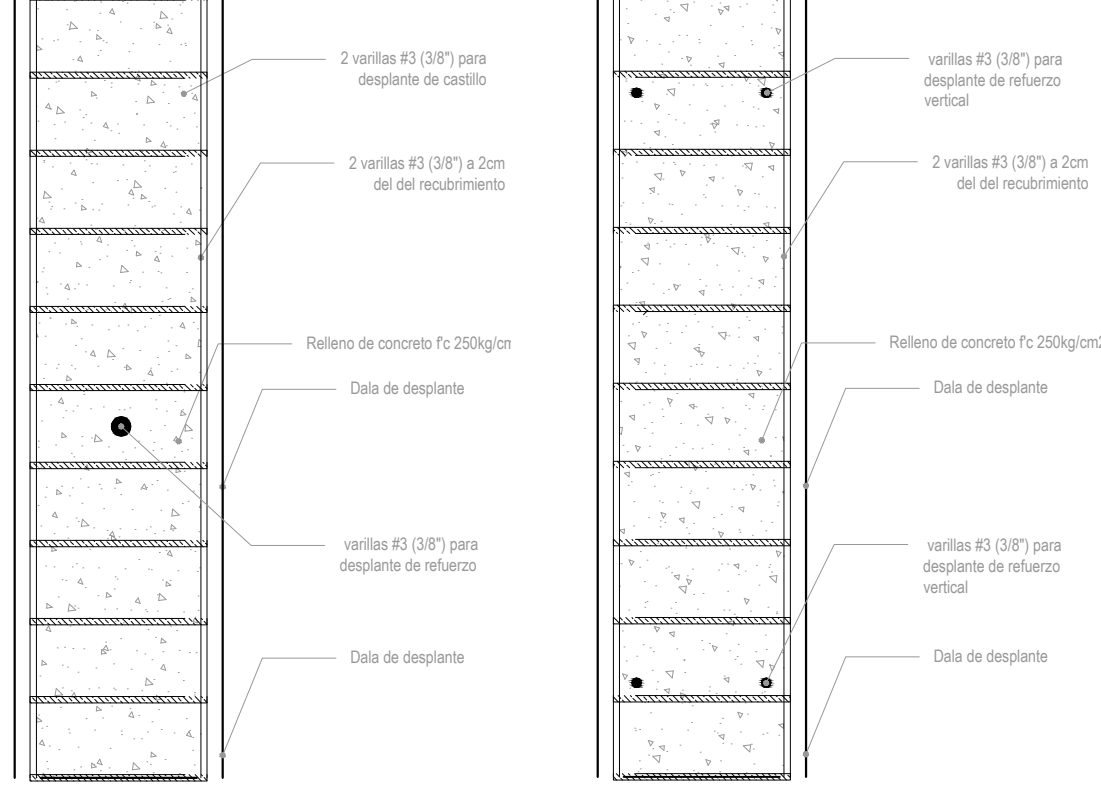 2 varillas #3 (3/8") para
desplante de castillo
2 varillas #3 (3/8") a 2cm
del del recubrimiento
Relleno de concreto f'c 250kg/cm
Dala de desplante
varillas #3 (3/8") para
desplante de refuerzo
Dala de desplante
varillas #3 (3/8") para
desplante de refuerzo
vertical
2 varillas #3 (3/8") a 2cm
del del recubrimiento
Relleno de concreto f'c 250kg/cm2
Dala de desplante
varillas #3 (3/8") para
desplante de refuerzo
vertical
Dala de desplante